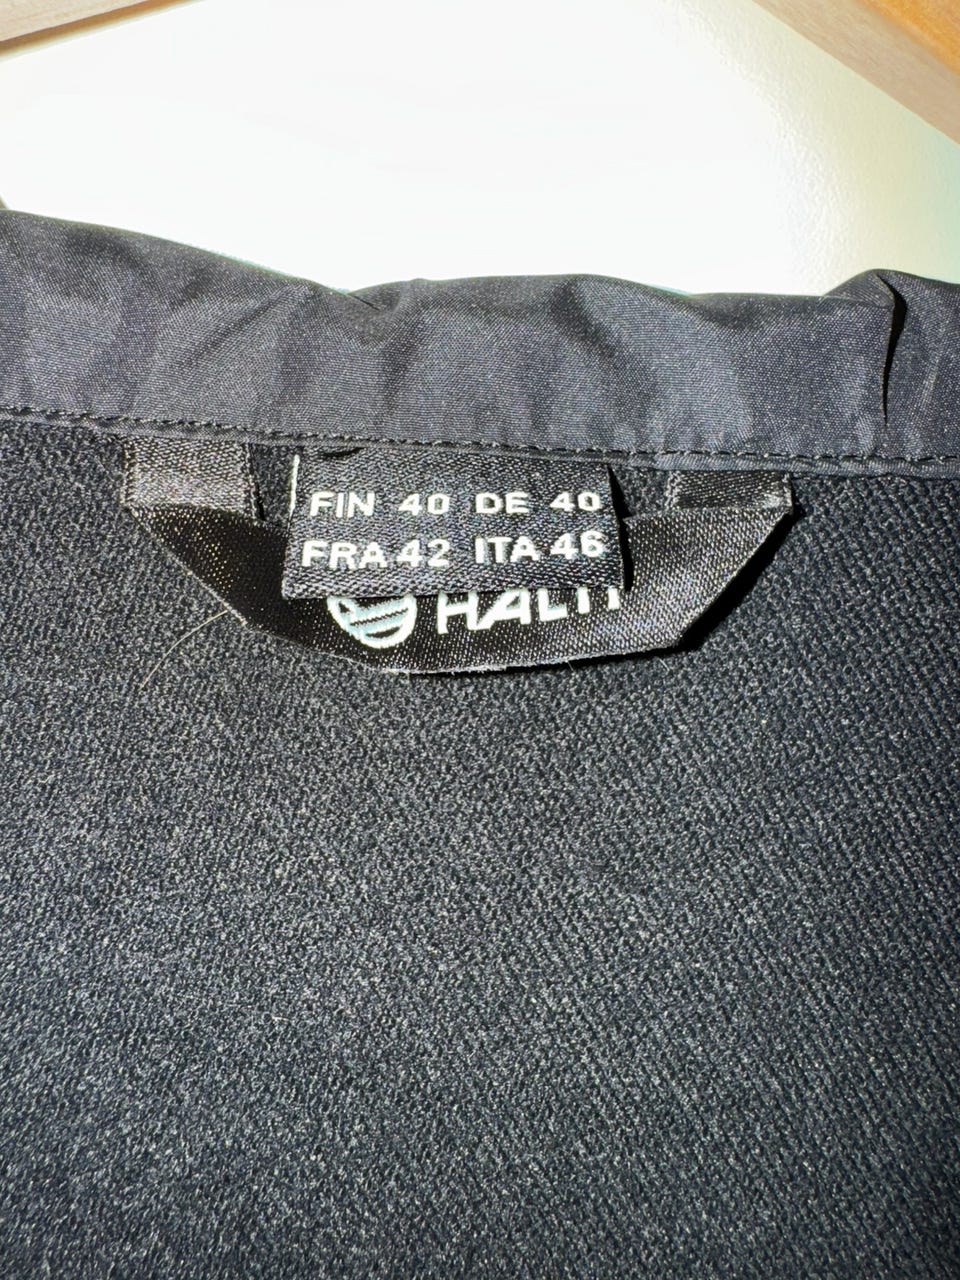 FIN 40 DE 40
FRA 42 ITA 46
HALTI